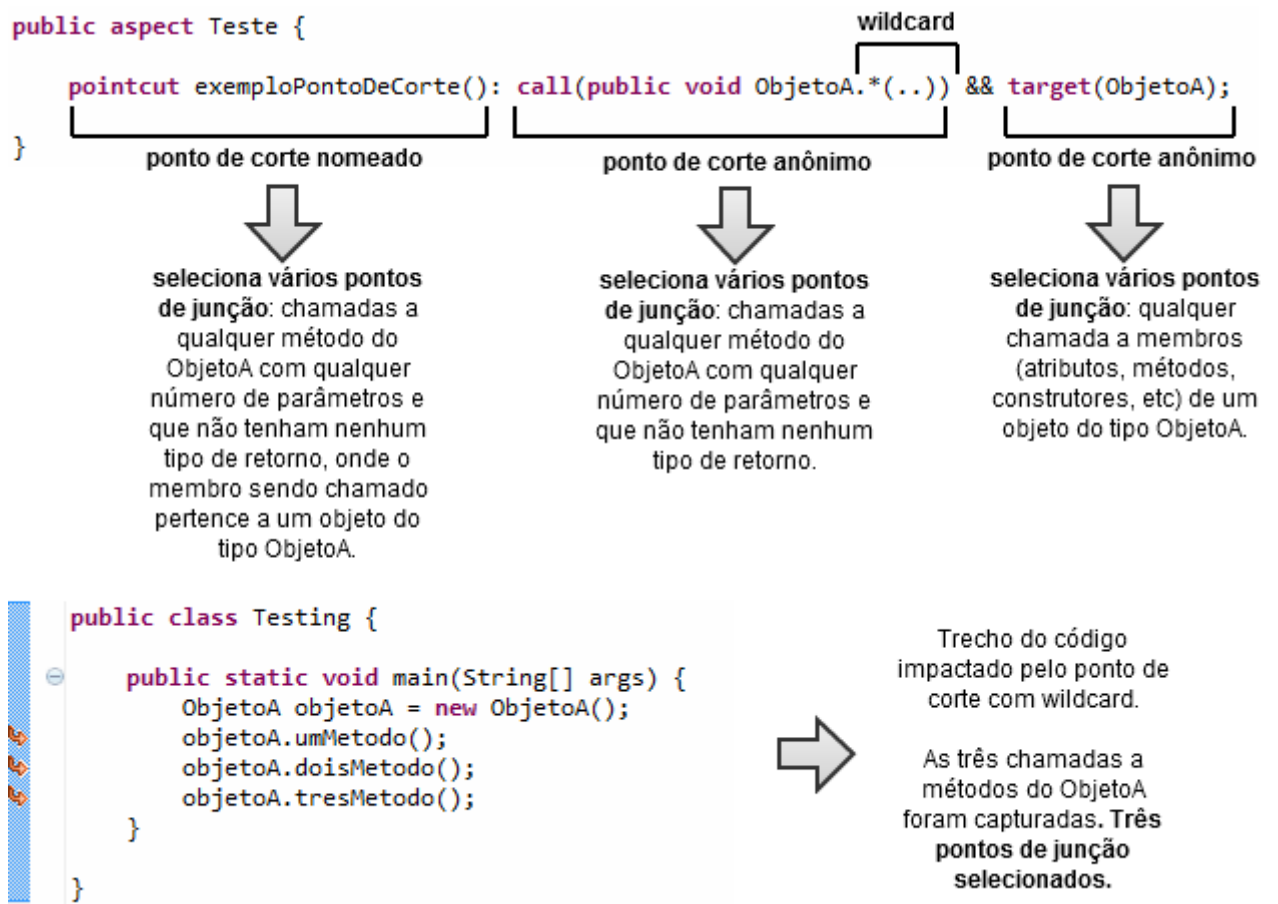 wildcard
public aspect Teste {
pointcut exemploPontoDeCorte(): call(public void ObjetoA.*(..)) && target(ObjetoA);
}
ponto de corte nomeado
seleciona vários pontos
de junção: chamadas a
qualquer método do
ObjetoA com qualquer
número de parâmetros e
que não tenham nenhum
tipo de retorno, onde o
membro sendo chamado
pertence a um objeto do
tipo ObjetoA.
ponto de corte anônimo
seleciona vários pontos
de junção: chamadas a
qualquer método do
ObjetoA com qualquer
número de parâmetros e
que não tenham nenhum
tipo de retorno.
ponto de corte anônimo
seleciona vários pontos
de junção: qualquer
chamada a membros
(atributos, métodos,
construtores, etc) de um
objeto do tipo ObjetoA.
public class Testing {
public static void main(String[] args) {
ObjetoA objetoA = new ObjetoA();
objetoA.umMetodo();
objetoA.doisMetodo();
objetoA.tresMetodo();
}
}
Trecho do código
impactado pelo ponto de
corte com wildcard.
As três chamadas a
métodos do ObjetoA
foram capturadas. Três
pontos de junção
selecionados.